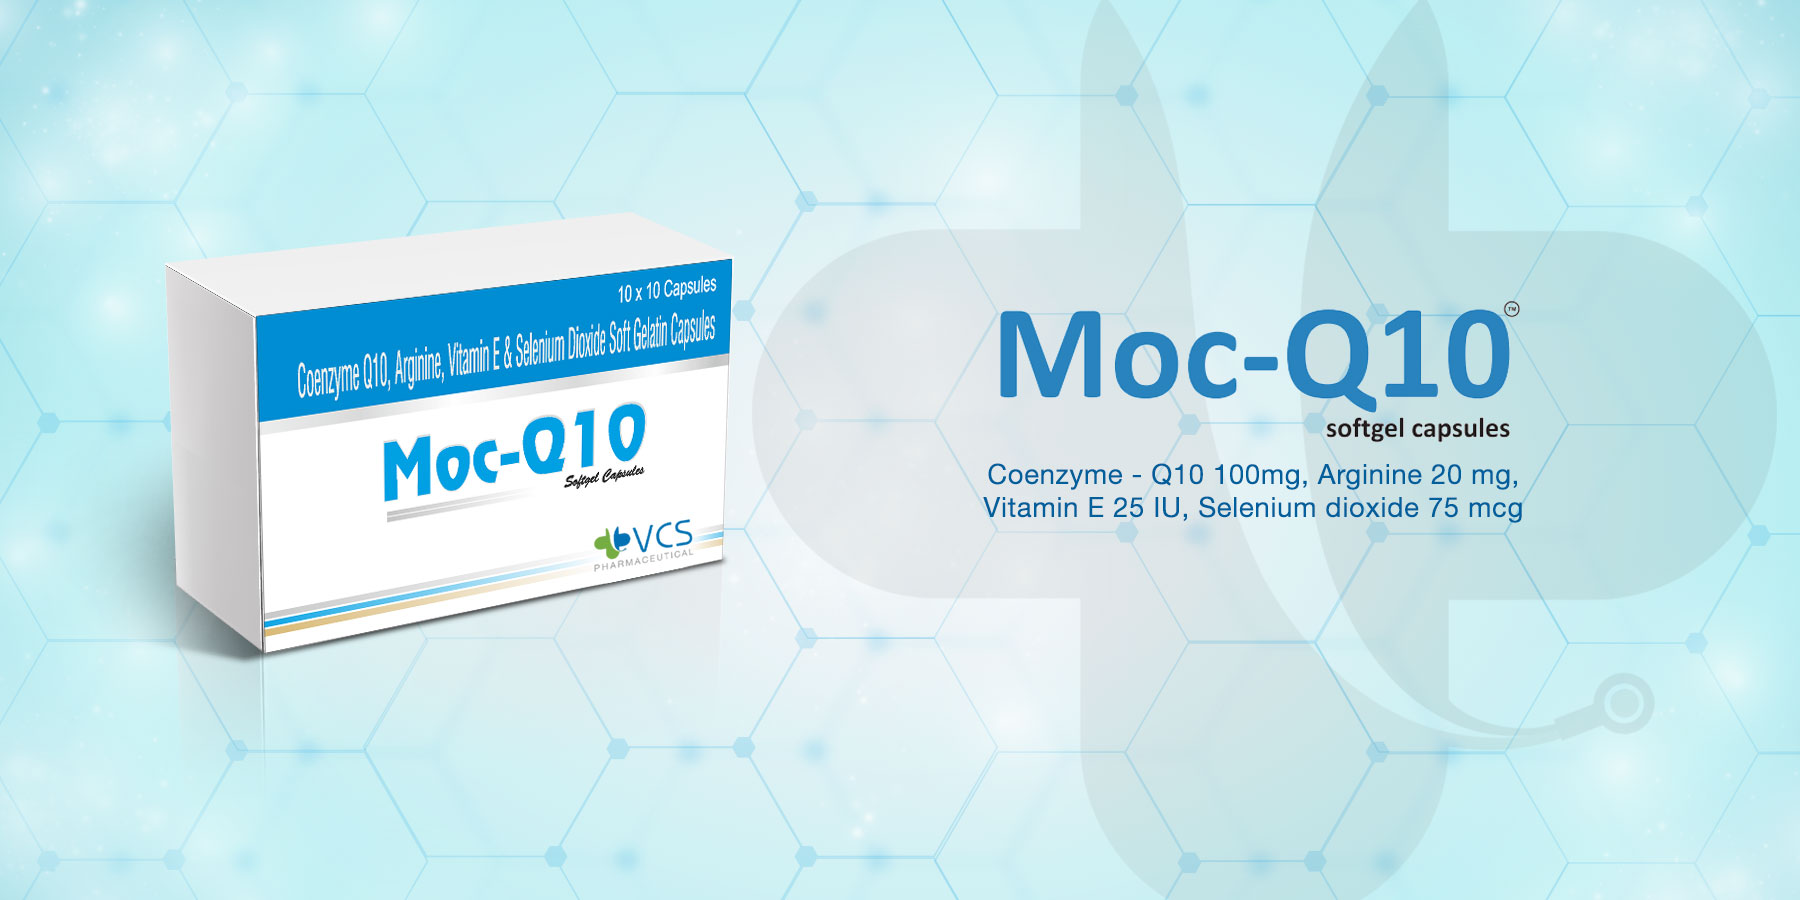 10 x 10 Capsules
Coenzyme Q10, Arginine, Vitamin E & Selenium Dioxide Soft Gelatin Capsules
Moc-Q10
Softgel Capsules
VCS
PHARMACEUTICAL
Moc-Q10™
softgel capsules
Coenzyme - Q10 100mg, Arginine 20 mg,
Vitamin E 25 IU, Selenium dioxide 75 mcg